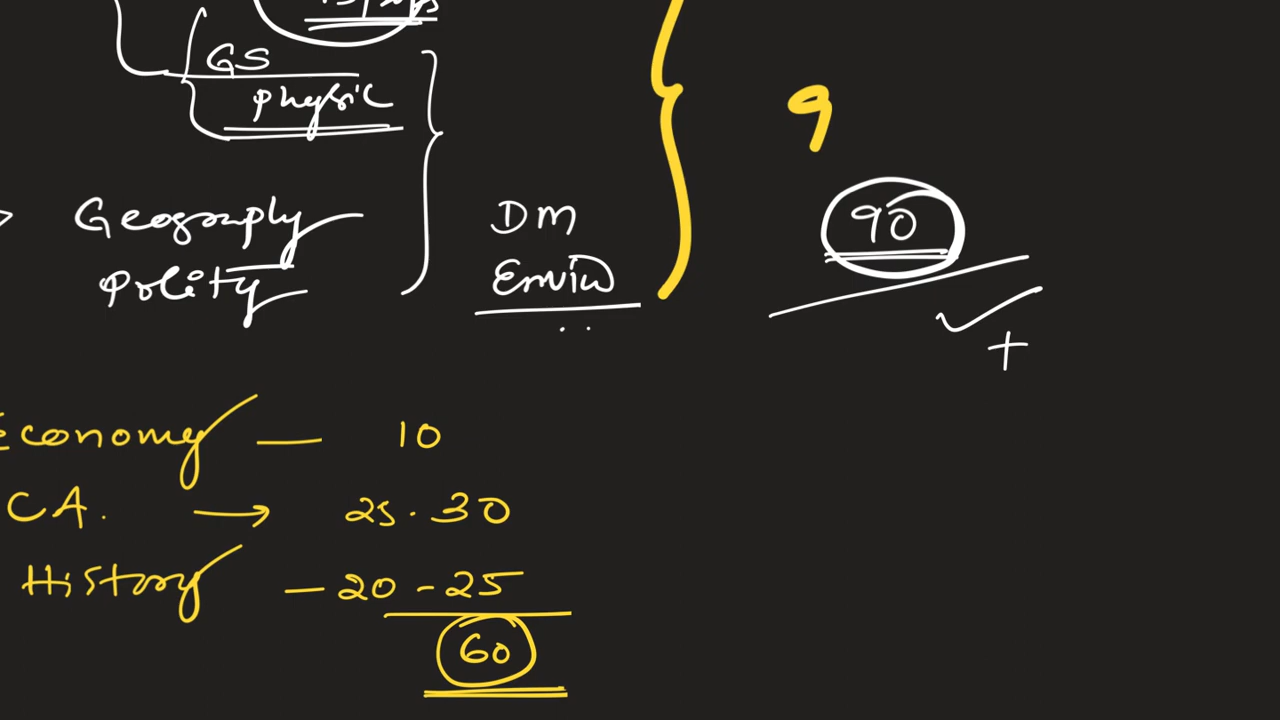 GS
Physic
9
Geography DM 90
Polity Enviro
+
Economy — 10
CA. → 25.30
History — 20 - 25
60